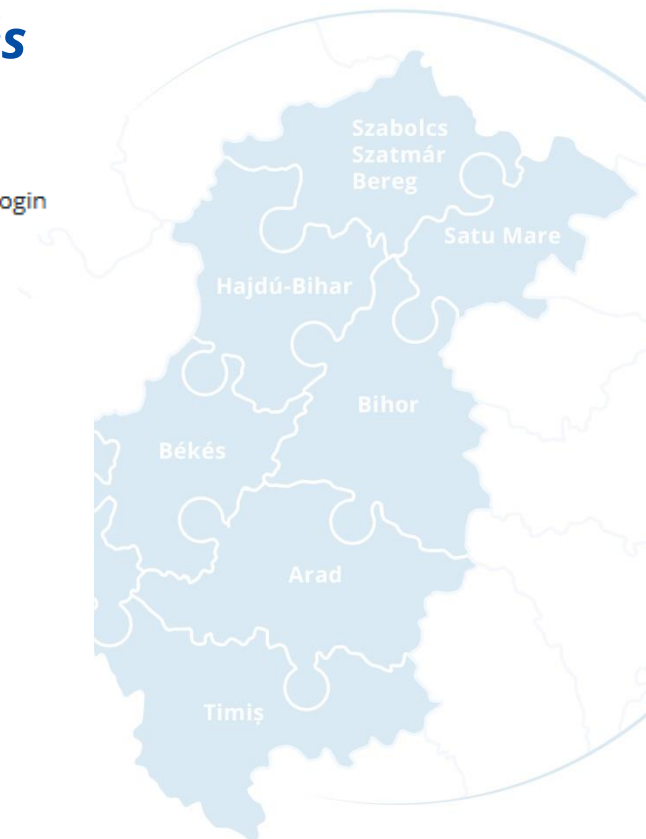 s
ogin
Szabolcs
Szatmár
Bereg
Satu Mare
Hajdú-Bihar
Bihor
Békés
Arad
Timiș